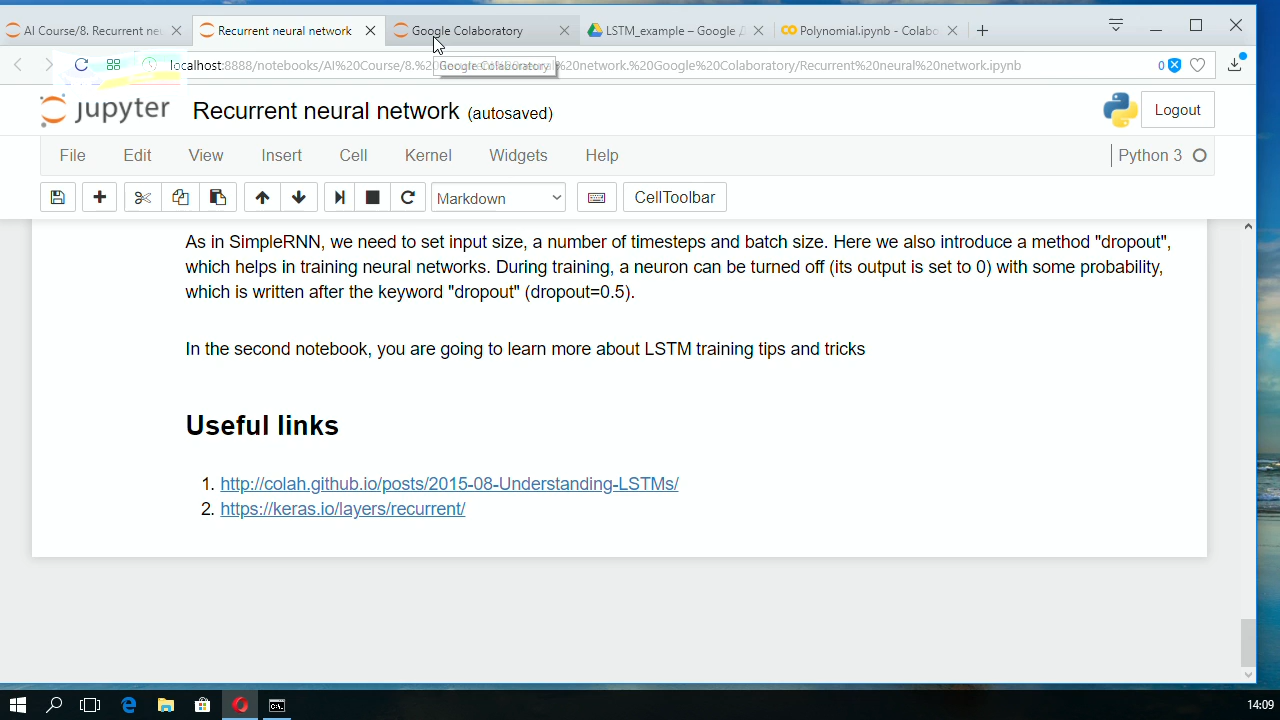 AI Course/8. Recurrent neu
Recurrent neural network
Google Colaboratory
LSTM_example – Google Д
Polynomial.ipynb - Colabo
localhost:8888/notebooks/AI%20Course/8.%20 %20network.%20Google%20Colaboratory/Recurrent%20neural%20network.ipynb
0
Google Colaboratory
jupyter
Recurrent neural network (autosaved)
Logout
File Edit View Insert Cell Kernel Widgets Help
Python 3
Markdown
CellToolbar
As in SimpleRNN, we need to set input size, a number of timesteps and batch size. Here we also introduce a method "dropout",
which helps in training neural networks. During training, a neuron can be turned off (its output is set to 0) with some probability,
which is written after the keyword "dropout" (dropout=0.5).
In the second notebook, you are going to learn more about LSTM training tips and tricks
Useful links
1. http://colah.github.io/posts/2015-08-Understanding-LSTMs/
2. https://keras.io/layers/recurrent/
14:09